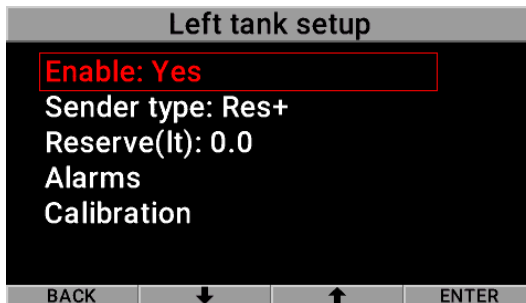 Left tank setup
Enable: Yes
Sender type: Res+
Reserve(lt): 0.0
Alarms
Calibration
BACK ↓ ↑ ENTER